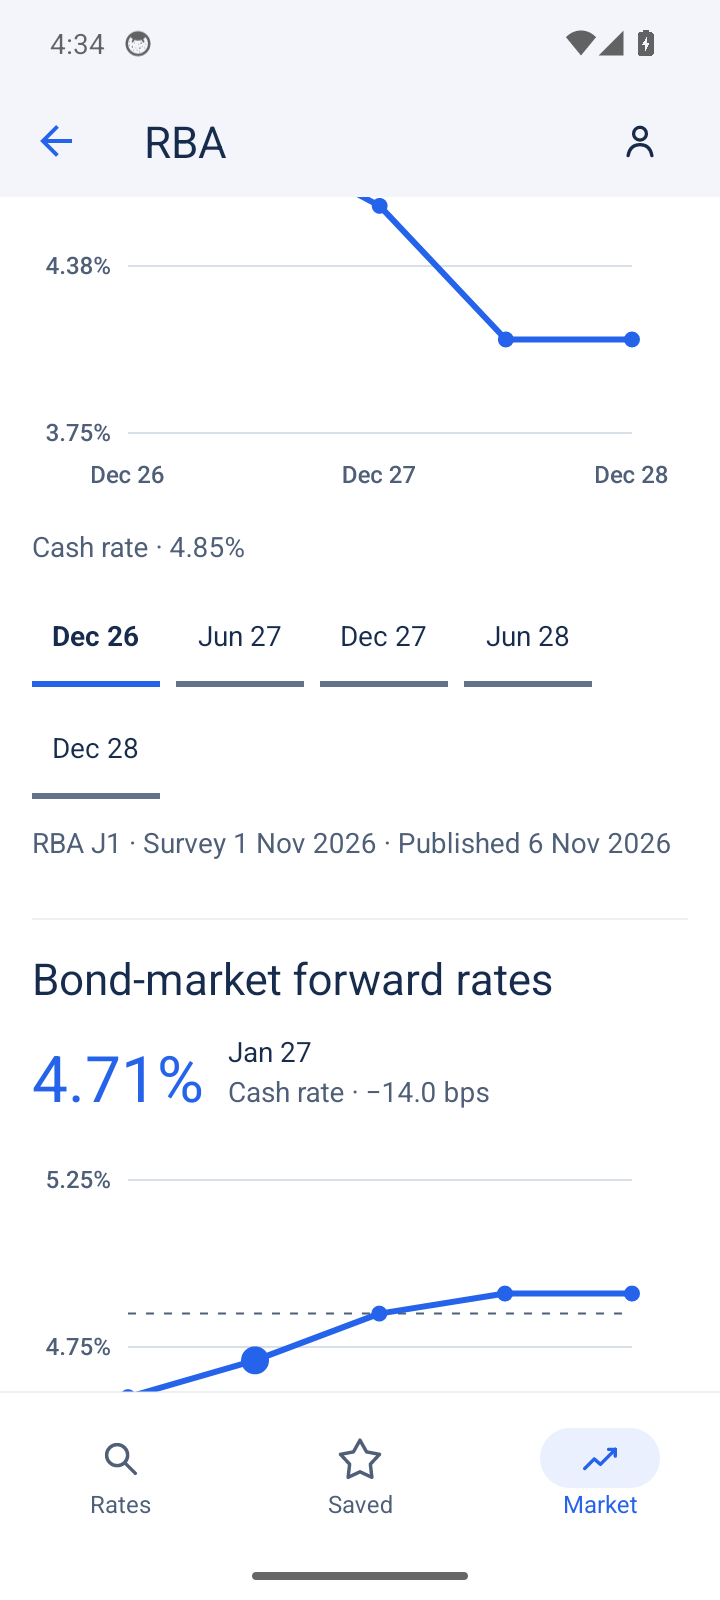 4:34
RBA
4.38%
3.75%
Dec 26 Dec 27 Dec 28
Cash rate · 4.85%
Dec 26 Jun 27 Dec 27 Jun 28
Dec 28
RBA J1 · Survey 1 Nov 2026 · Published 6 Nov 2026
Bond-market forward rates
4.71%
Jan 27
Cash rate · −14.0 bps
5.25%
4.75%
Rates Saved Market